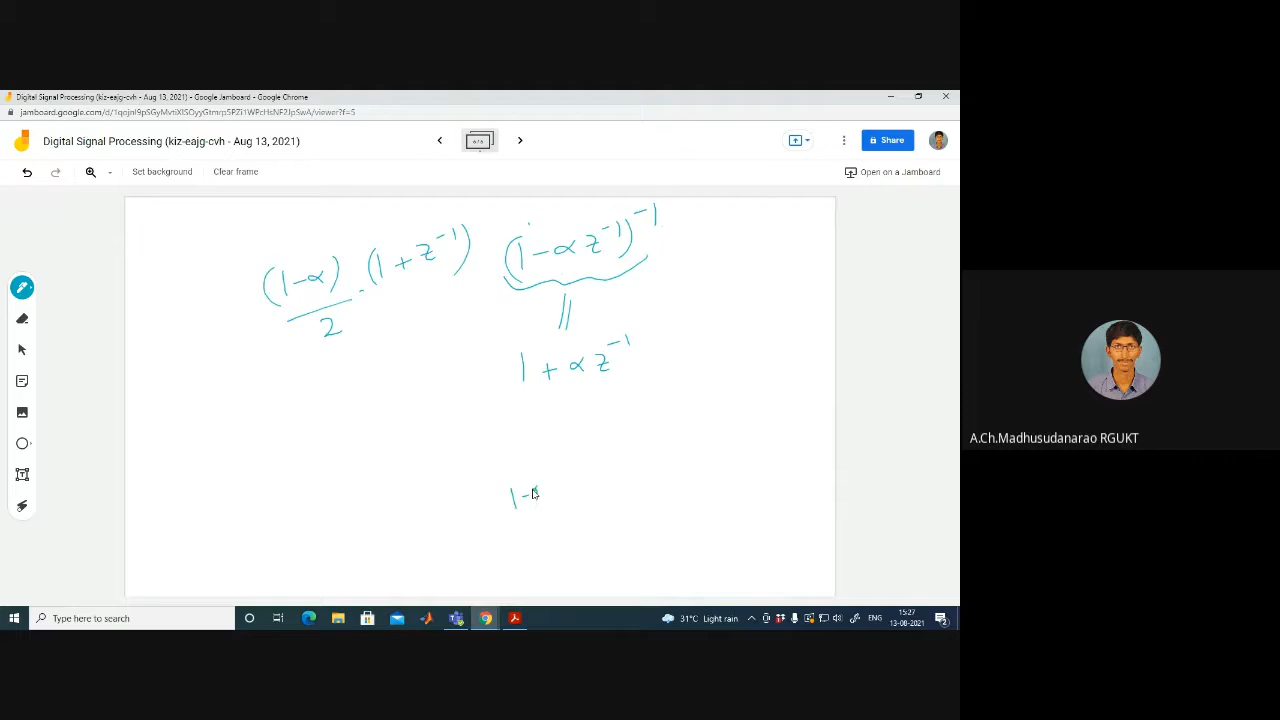 Digital Signal Processing (kiz-eajg-cvh - Aug 13, 2021) - Google Jamboard - Google Chrome
Digital Signal Processing (kiz-eajg-cvh - Aug 13, 2021)
6 / 6
Share
Set background
Clear frame
Open on a Jamboard
(1-α)/2 . (1+z⁻¹) (1-αz⁻¹)⁻¹
||
1 + αz⁻¹
1-
A.Ch.Madhusudanarao RGUKT
Type here to search
31°C Light rain
ENG
15:27
13-08-2021
2